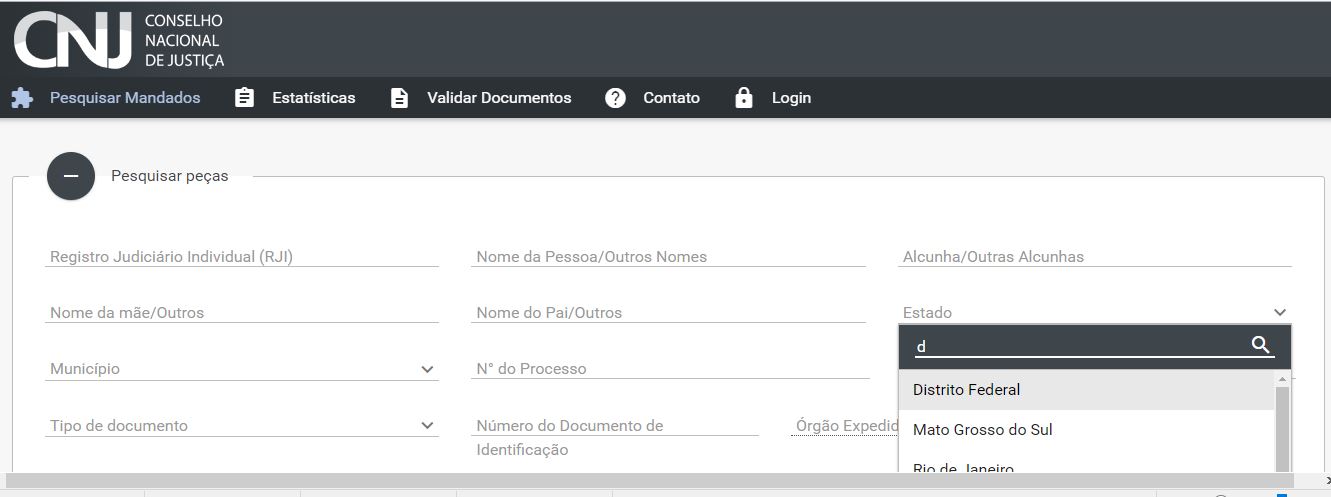 CNJ
CONSELHO
NACIONAL
DE JUSTIÇA
Pesquisar Mandados Estatísticas Validar Documentos ? Contato Login
Pesquisar peças
Registro Judiciário Individual (RJI) Nome da Pessoa/Outros Nomes Alcunha/Outras Alcunhas
Nome da mãe/Outros Nome do Pai/Outros Estado
d
Município N° do Processo
Distrito Federal
Tipo de documento Número do Documento de Órgão Expedid
Mato Grosso do Sul
Identificação
Rio de Janeiro